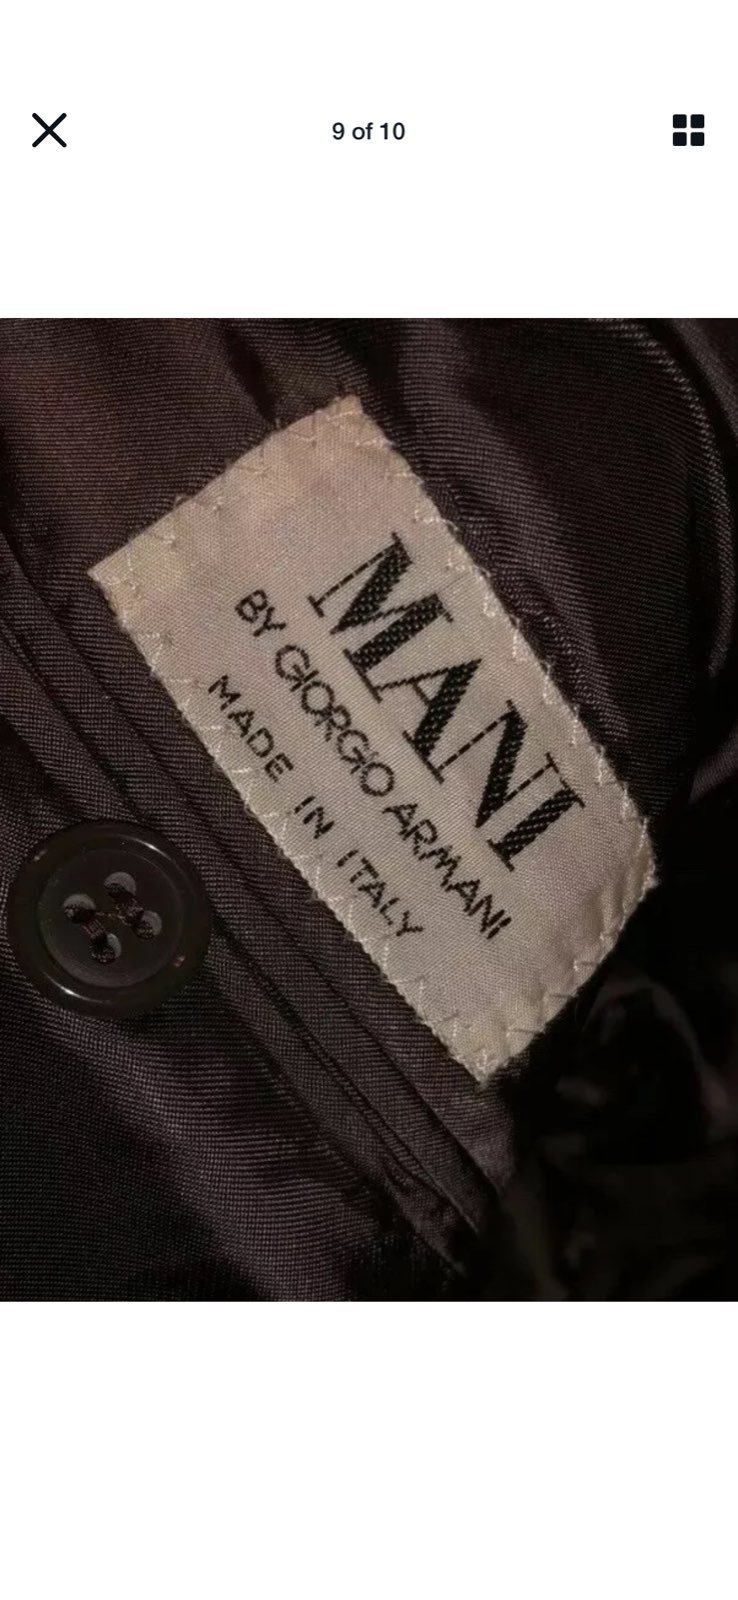 9 of 10
MANI
BY GIORGIO ARMANI
MADE IN ITALY